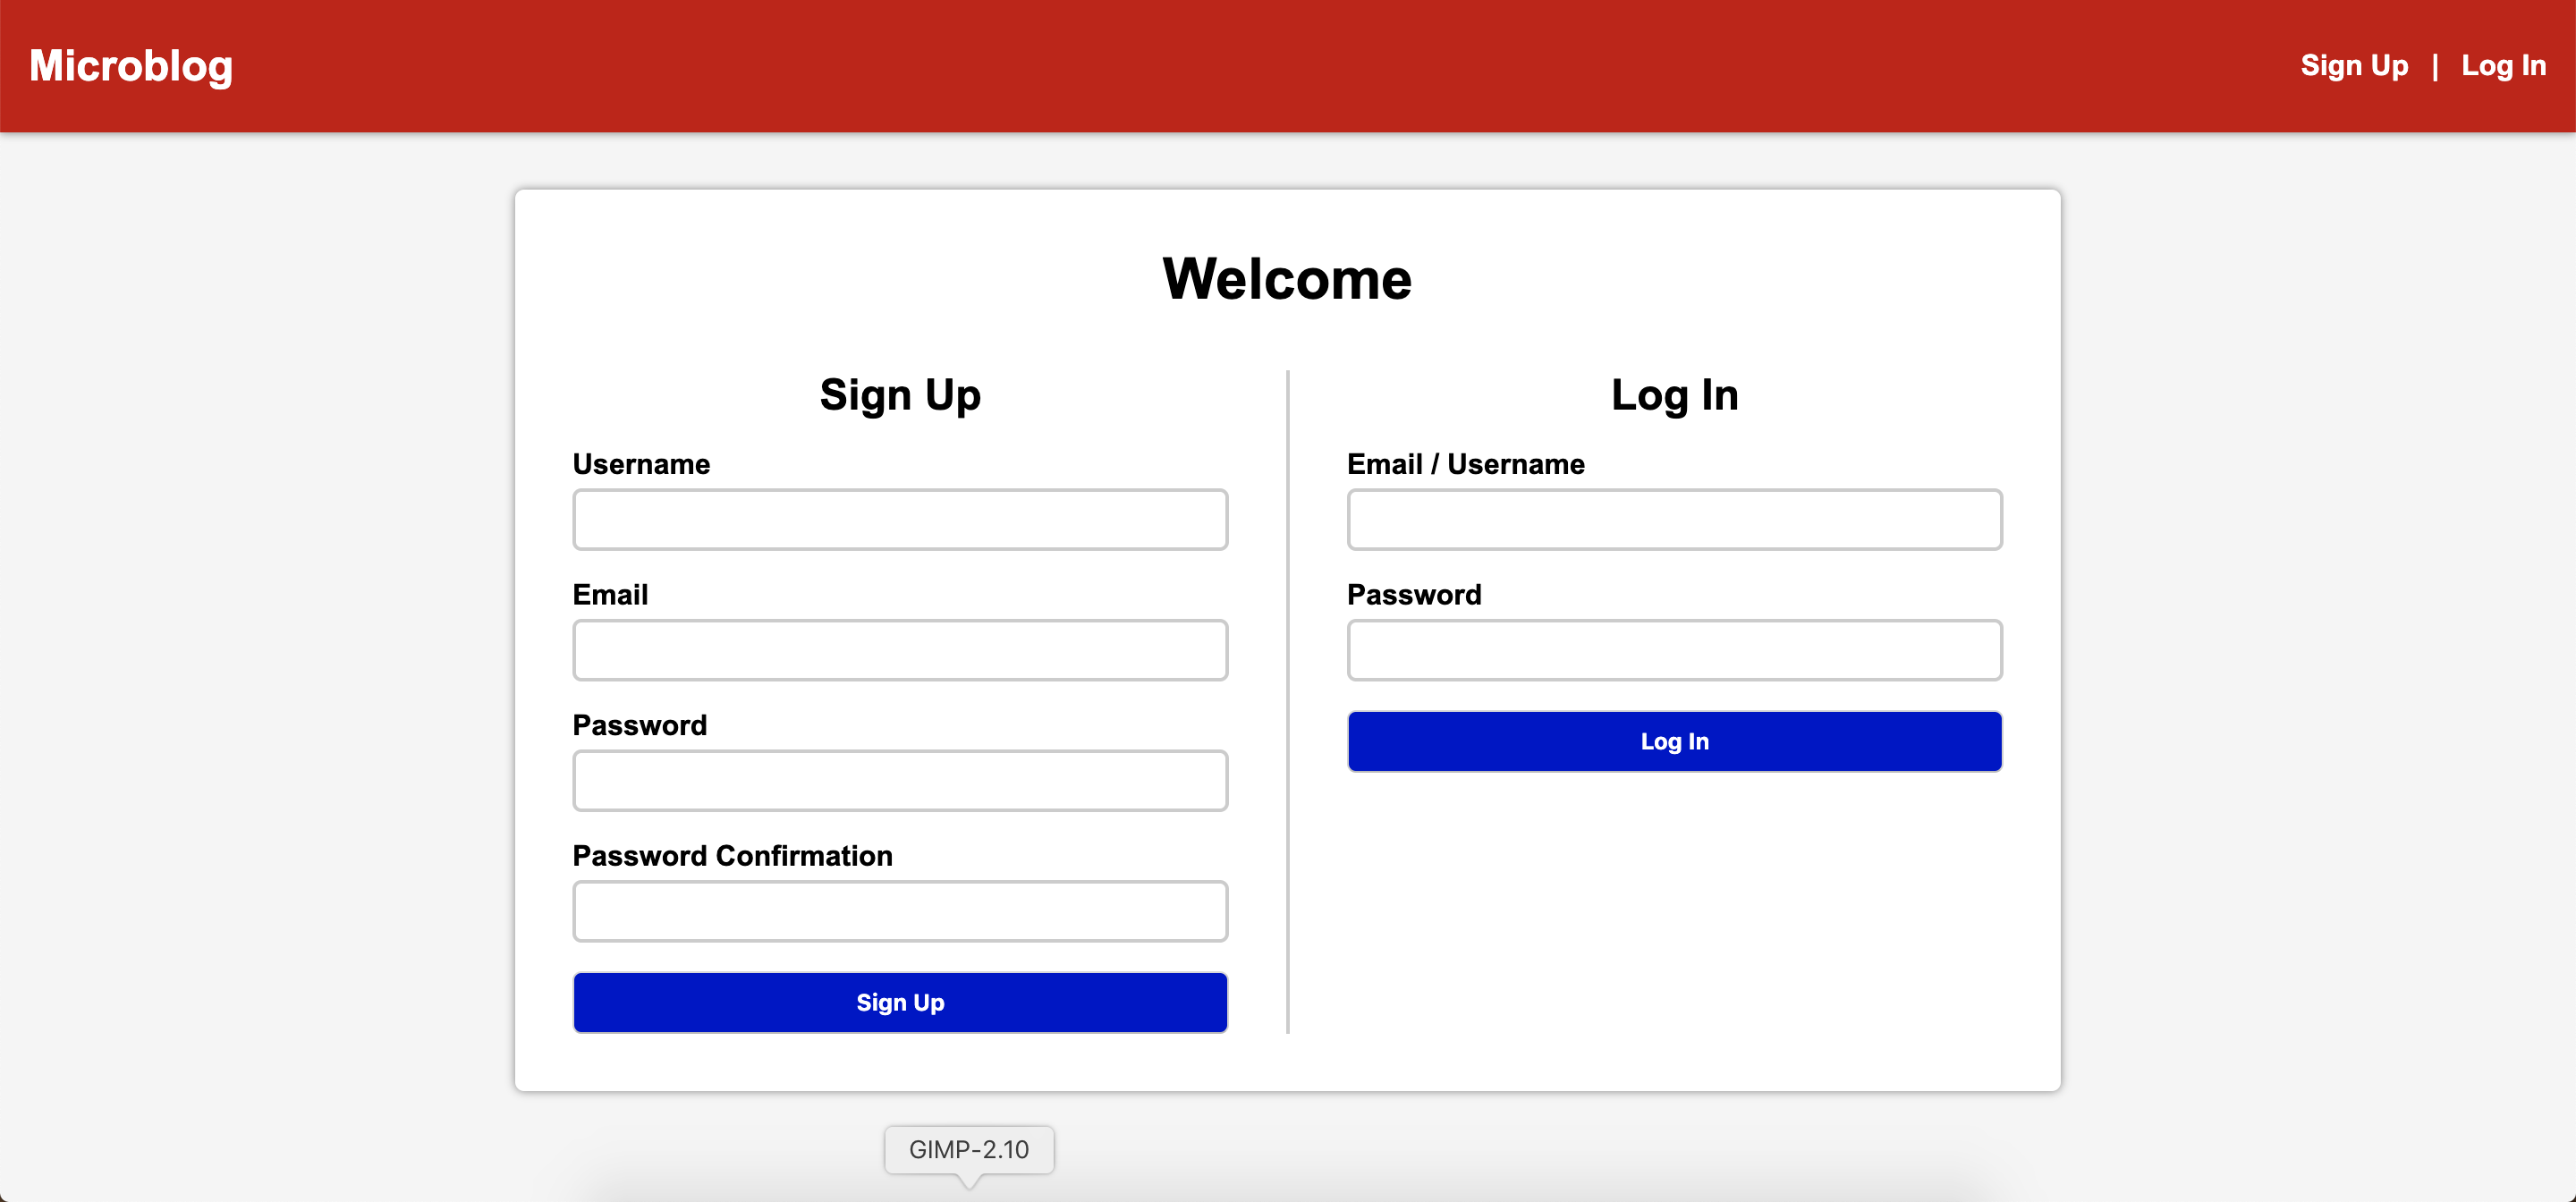 Microblog
Sign Up | Log In
Welcome
Sign Up
Username
Email
Password
Password Confirmation
Sign Up
Log In
Email / Username
Password
Log In
GIMP-2.10